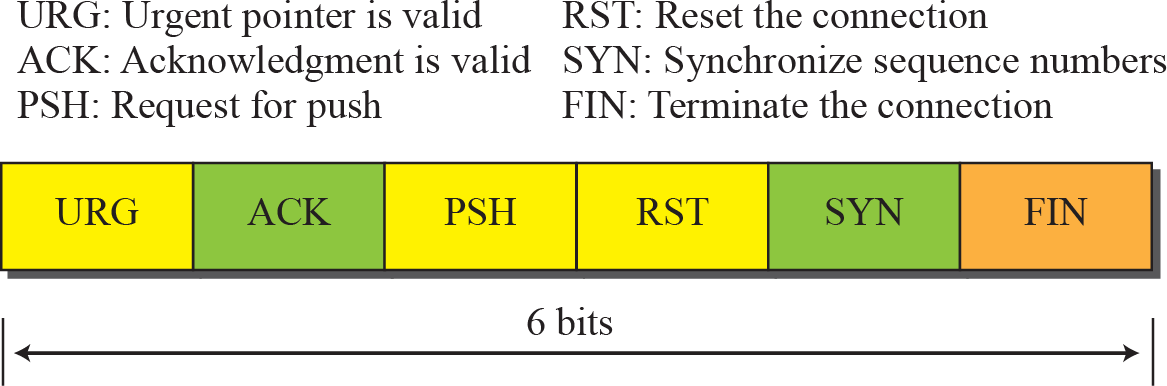 URG: Urgent pointer is valid
ACK: Acknowledgment is valid
PSH: Request for push
RST: Reset the connection
SYN: Synchronize sequence numbers
FIN: Terminate the connection
URG ACK PSH RST SYN FIN
6 bits